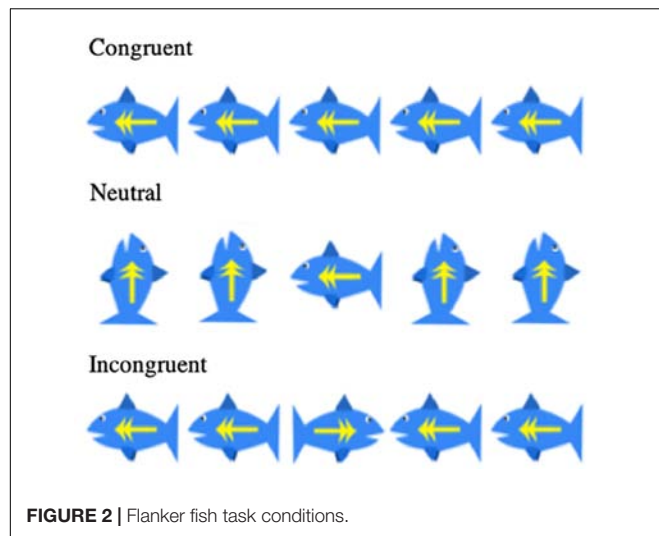 Congruent
Neutral
Incongruent
FIGURE 2 | Flanker fish task conditions.